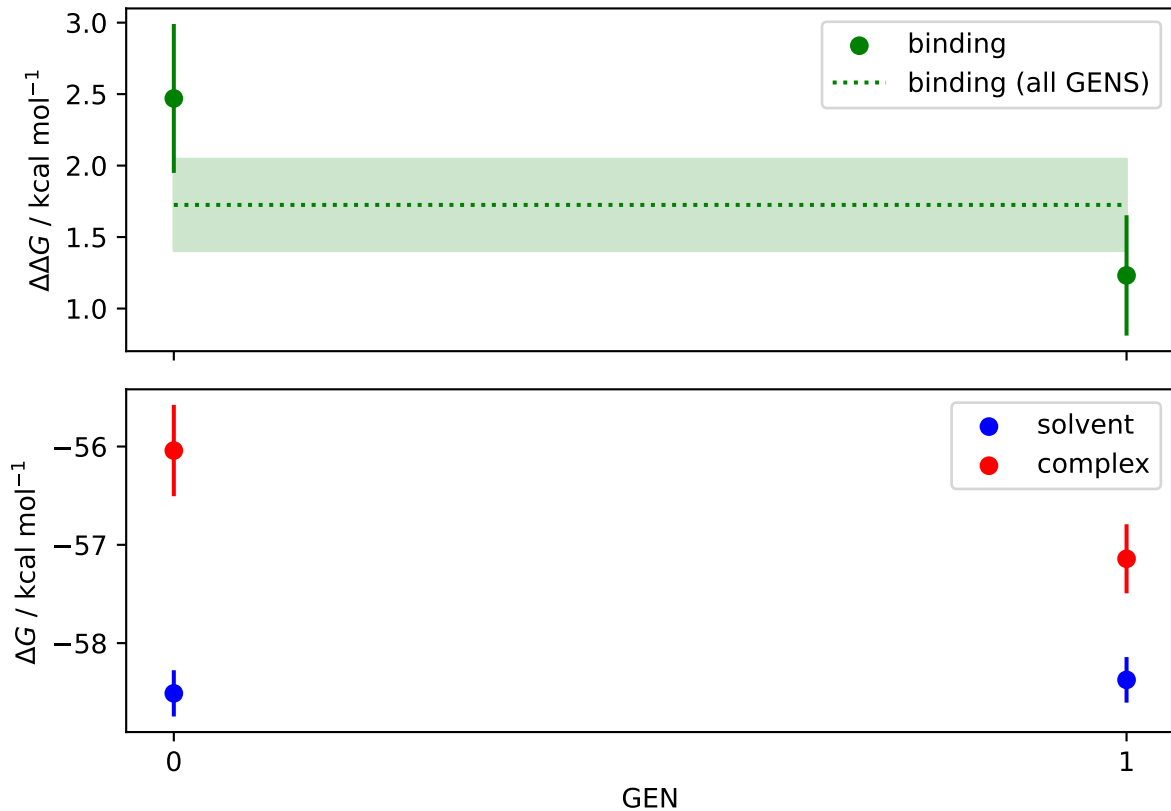 3.0
2.5
2.0
1.5
1.0
ΔΔG / kcal mol⁻¹
binding
binding (all GENS)
−56
−57
−58
ΔG / kcal mol⁻¹
solvent
complex
0
1
GEN